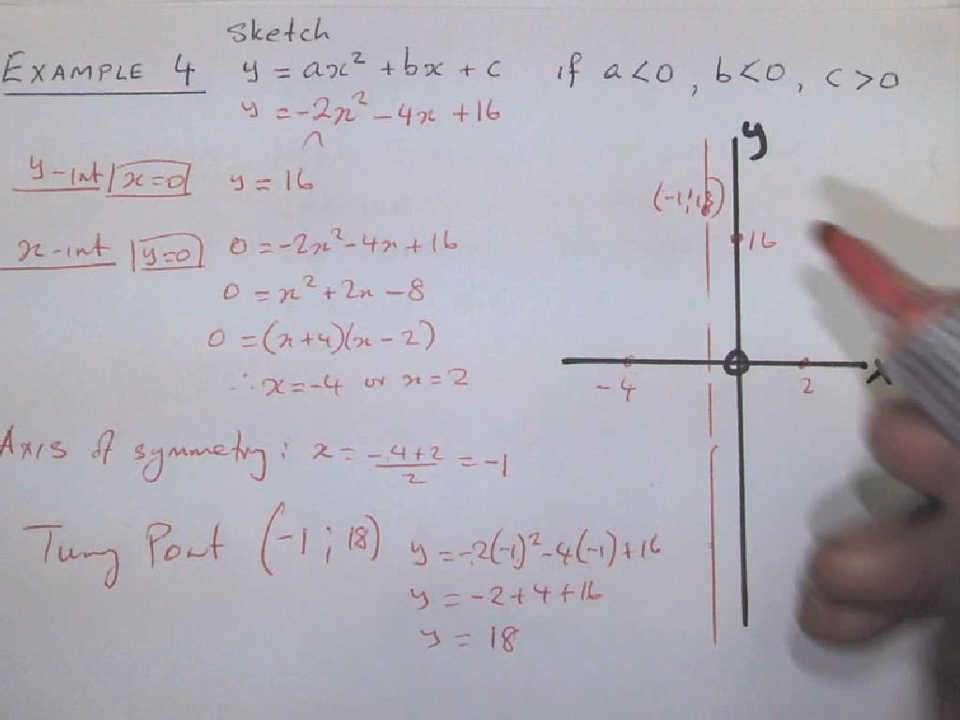 Sketch
EXAMPLE 4 y = ax² + bx + c if a<0, b<0, c>0
y = -2x² - 4x + 16
y-int | x=0 y = 16
x-int | y=0 0 = -2x² - 4x + 16
0 = x² + 2x - 8
0 = (x+4)(x-2)
∴ x = -4 or x = 2
Axis of symmetry: x = (-4+2)/2 = -1
Turng Pont (-1; 18) y = -2(-1)² - 4(-1) + 16
y = -2 + 4 + 16
y = 18
y
(-1; 18)
16
-4 2 x